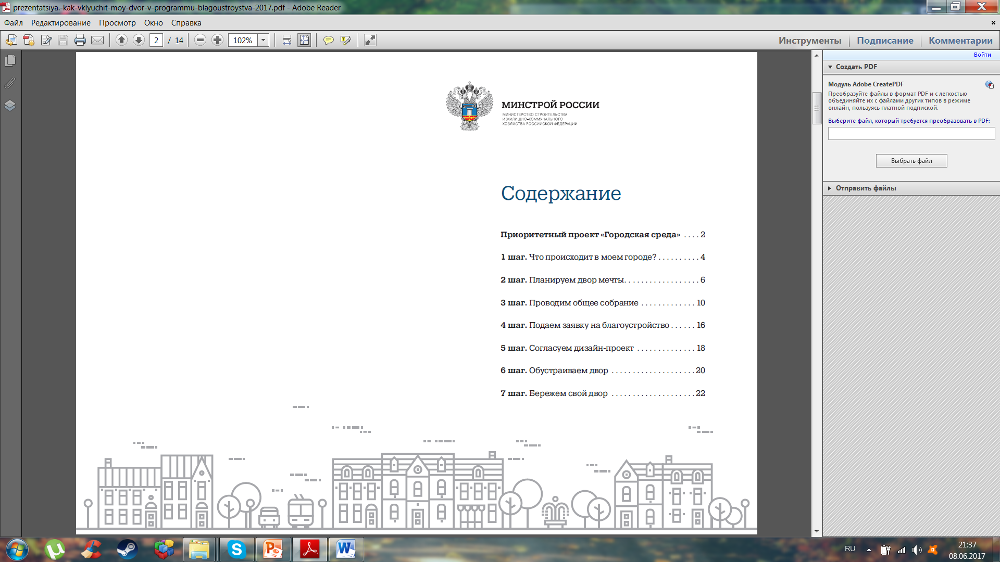 prezentatsiya.-kak-vklyuchit-moy-dvor-v-programmu-blagoustroystva-2017.pdf - Adobe Reader
Файл Редактирование Просмотр Окно Справка
2 / 14 102% Инструменты Подписание Комментарии
Войти
Создать PDF
Модуль Adobe CreatePDF
Преобразуйте файлы в формат PDF и с легкостью
объединяйте их с файлами других типов в режиме
онлайн, пользуясь платной подпиской.
Выберите файл, который требуется преобразовать в PDF:
Выбрать файл
Отправить файлы
МИНСТРОЙ РОССИИ
МИНИСТЕРСТВО СТРОИТЕЛЬСТВА
И ЖИЛИЩНО-КОММУНАЛЬНОГО
ХОЗЯЙСТВА РОССИЙСКОЙ ФЕДЕРАЦИИ
Содержание
Приоритетный проект «Городская среда» . . . . 2
1 шаг. Что происходит в моем городе? . . . . . . . . . . 4
2 шаг. Планируем двор мечты. . . . . . . . . . . . . . . . . . 6
3 шаг. Проводим общее собрание . . . . . . . . . . . . . 10
4 шаг. Подаем заявку на благоустройство . . . . . . 16
5 шаг. Согласуем дизайн-проект . . . . . . . . . . . . . . 18
6 шаг. Обустраиваем двор . . . . . . . . . . . . . . . . . . . . 20
7 шаг. Бережем свой двор . . . . . . . . . . . . . . . . . . . . 22
RU
21:37
08.06.2017